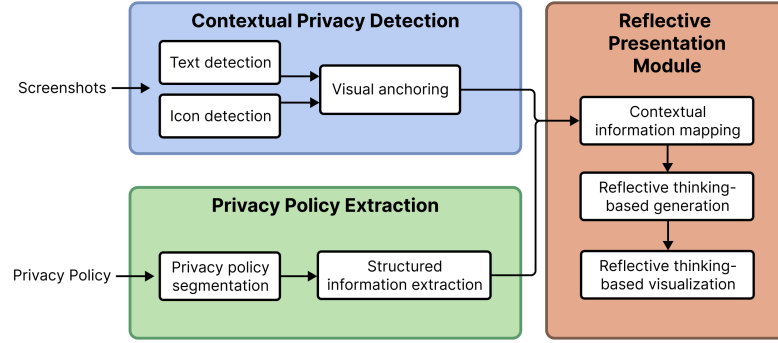 Contextual Privacy Detection
Screenshots
Text detection
Icon detection
Visual anchoring
Privacy Policy Extraction
Privacy Policy
Privacy policy
segmentation
Structured
information extraction
Reflective
Presentation
Module
Contextual
information mapping
Reflective thinking-
based generation
Reflective thinking-
based visualization